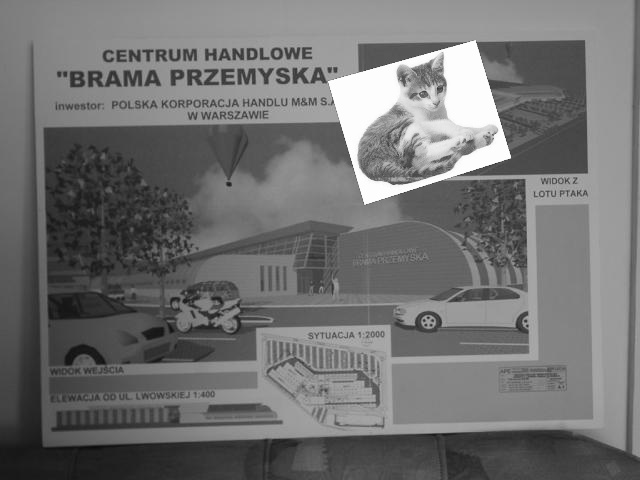 CENTRUM HANDLOWE
"BRAMA PRZEMYSKA"
inwestor: POLSKA KORPORACJA HANDLU M&M S.A.
W WARSZAWIE
WIDOK Z
LOTU PTAKA
CENTRUM HANDLOWE
BRAMA PRZEMYSKA
SYTUACJA 1:2000
WIDOK WEJŚCIA
ELEWACJA OD UL. LWOWSKIEJ 1:400